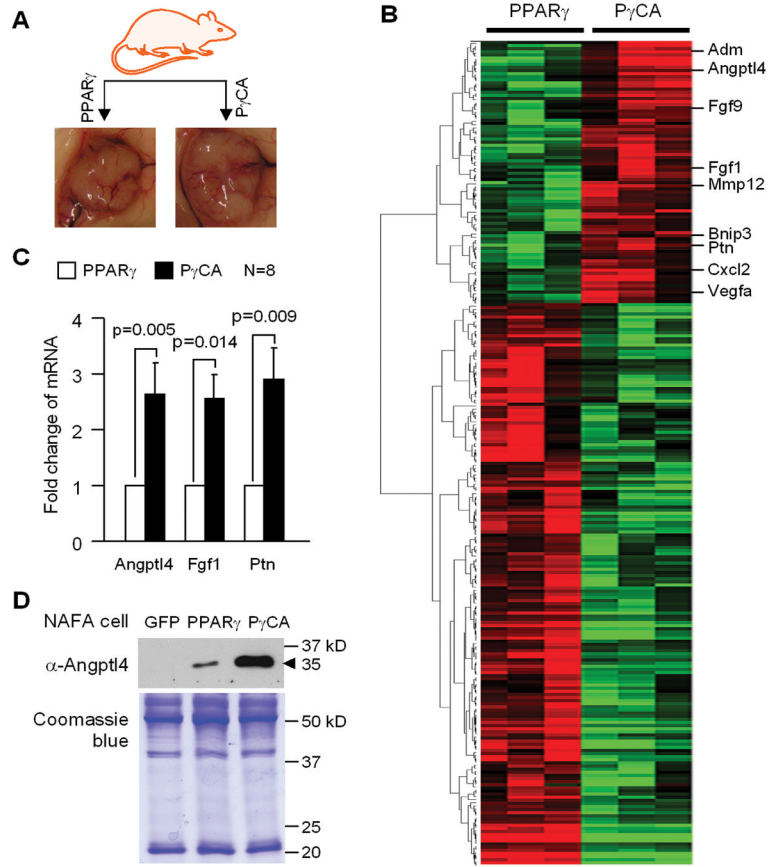 A
PPARγ
PγCA
B
PPARγ PγCA
Adm
Angptl4
Fgf9
Fgf1
Mmp12
Bnip3
Ptn
Cxcl2
Vegfa
C
PPARγ PγCA N=8
Fold change of mRNA
4
3
2
1
0
p=0.005
p=0.014
p=0.009
Angptl4 Fgf1 Ptn
D
NAFA cell GFP PPARγ PγCA
α-Angptl4
37 kD
35
Coomassie
blue
50 kD
37
25
20